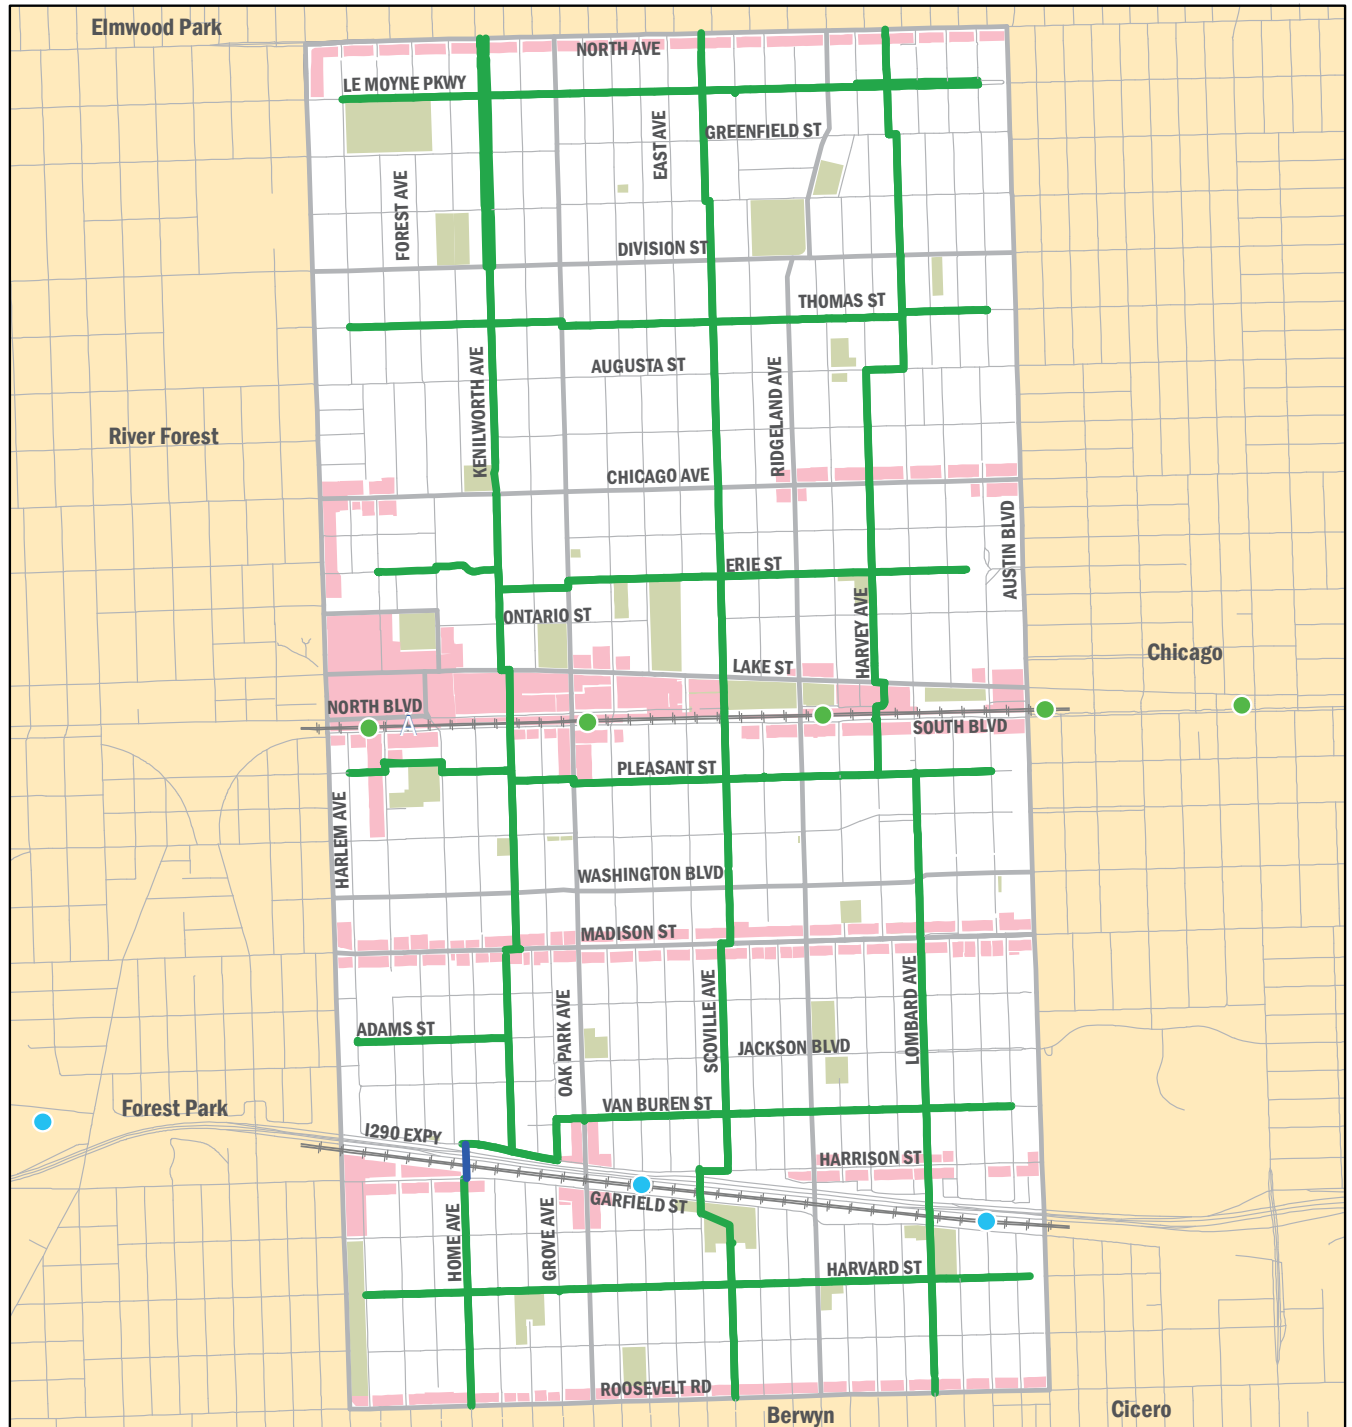 Elmwood Park
NORTH AVE
LE MOYNE PKWY
GREENFIELD ST
EAST AVE
FOREST AVE
DIVISION ST
THOMAS ST
AUGUSTA ST
KENILWORTH AVE
RIDGELAND AVE
River Forest
CHICAGO AVE
AUSTIN BLVD
ERIE ST
ONTARIO ST
HARVEY AVE
LAKE ST
Chicago
NORTH BLVD
A
SOUTH BLVD
PLEASANT ST
HARLEM AVE
WASHINGTON BLVD
MADISON ST
ADAMS ST
OAK PARK AVE
SCOVILLE AVE
LOMBARD AVE
JACKSON BLVD
VAN BUREN ST
Forest Park
I290 EXPY
HARRISON ST
GARFIELD ST
HOME AVE
GROVE AVE
HARVARD ST
ROOSEVELT RD
Berwyn
Cicero